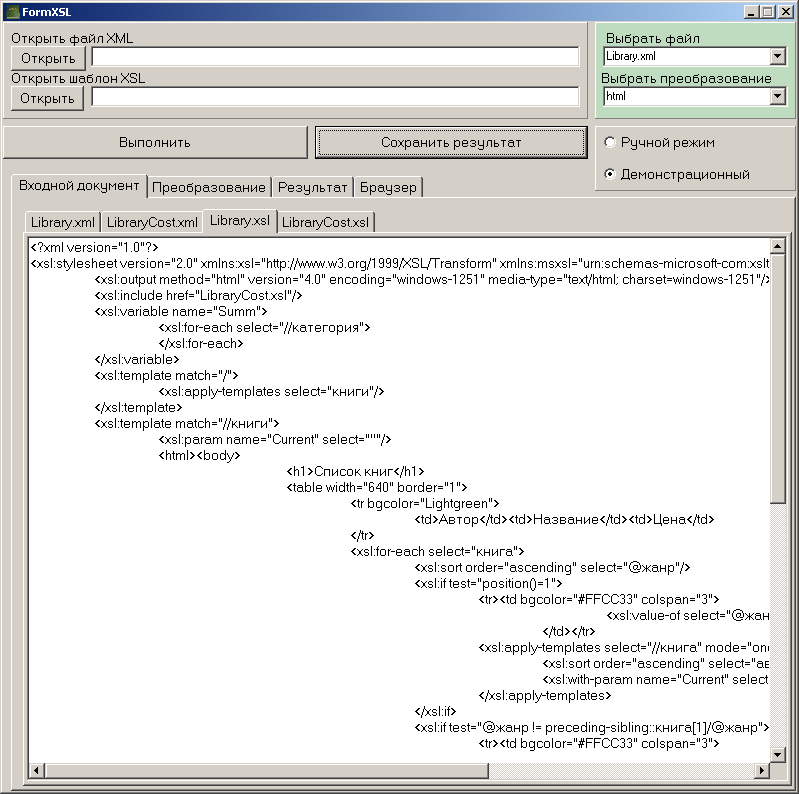 FormXSL
Открыть файл XML
Открыть
Открыть шаблон XSL
Открыть
Выбрать файл
Library.xml
Выбрать преобразование
html
Выполнить
Сохранить результат
Ручной режим
Демонстрационный
Входной документ Преобразование Результат Браузер
Library.xml LibraryCost.xml Library.xsl LibraryCost.xsl
<?xml version="1.0"?>
<xsl:stylesheet version="2.0" xmlns:xsl="http://www.w3.org/1999/XSL/Transform" xmlns:msxsl="urn:schemas-microsoft-com:xslt
<xsl:output method="html" version="4.0" encoding="windows-1251" media-type="text/html; charset=windows-1251"/>
<xsl:include href="LibraryCost.xsl"/>
<xsl:variable name="Summ">
<xsl:for-each select="//категория">
</xsl:for-each>
</xsl:variable>
<xsl:template match="/">
<xsl:apply-templates select="книги"/>
</xsl:template>
<xsl:template match="//книги">
<xsl:param name="Current" select="''"/>
<html><body>
<h1>Список книг</h1>
<table width="640" border="1">
<tr bgcolor="Lightgreen">
<td>Автор</td><td>Название</td><td>Цена</td>
</tr>
<xsl:for-each select="книга">
<xsl:sort order="ascending" select="@жанр"/>
<xsl:if test="position()=1">
<tr><td bgcolor="#FFCC33" colspan="3">
<xsl:value-of select="@жан
</td></tr>
<xsl:apply-templates select="//книга" mode="on
<xsl:sort order="ascending" select="ав
<xsl:with-param name="Current" select
</xsl:apply-templates>
</xsl:if>
<xsl:if test="@жанр != preceding-sibling::книга[1]/@жанр">
<tr><td bgcolor="#FFCC33" colspan="3">